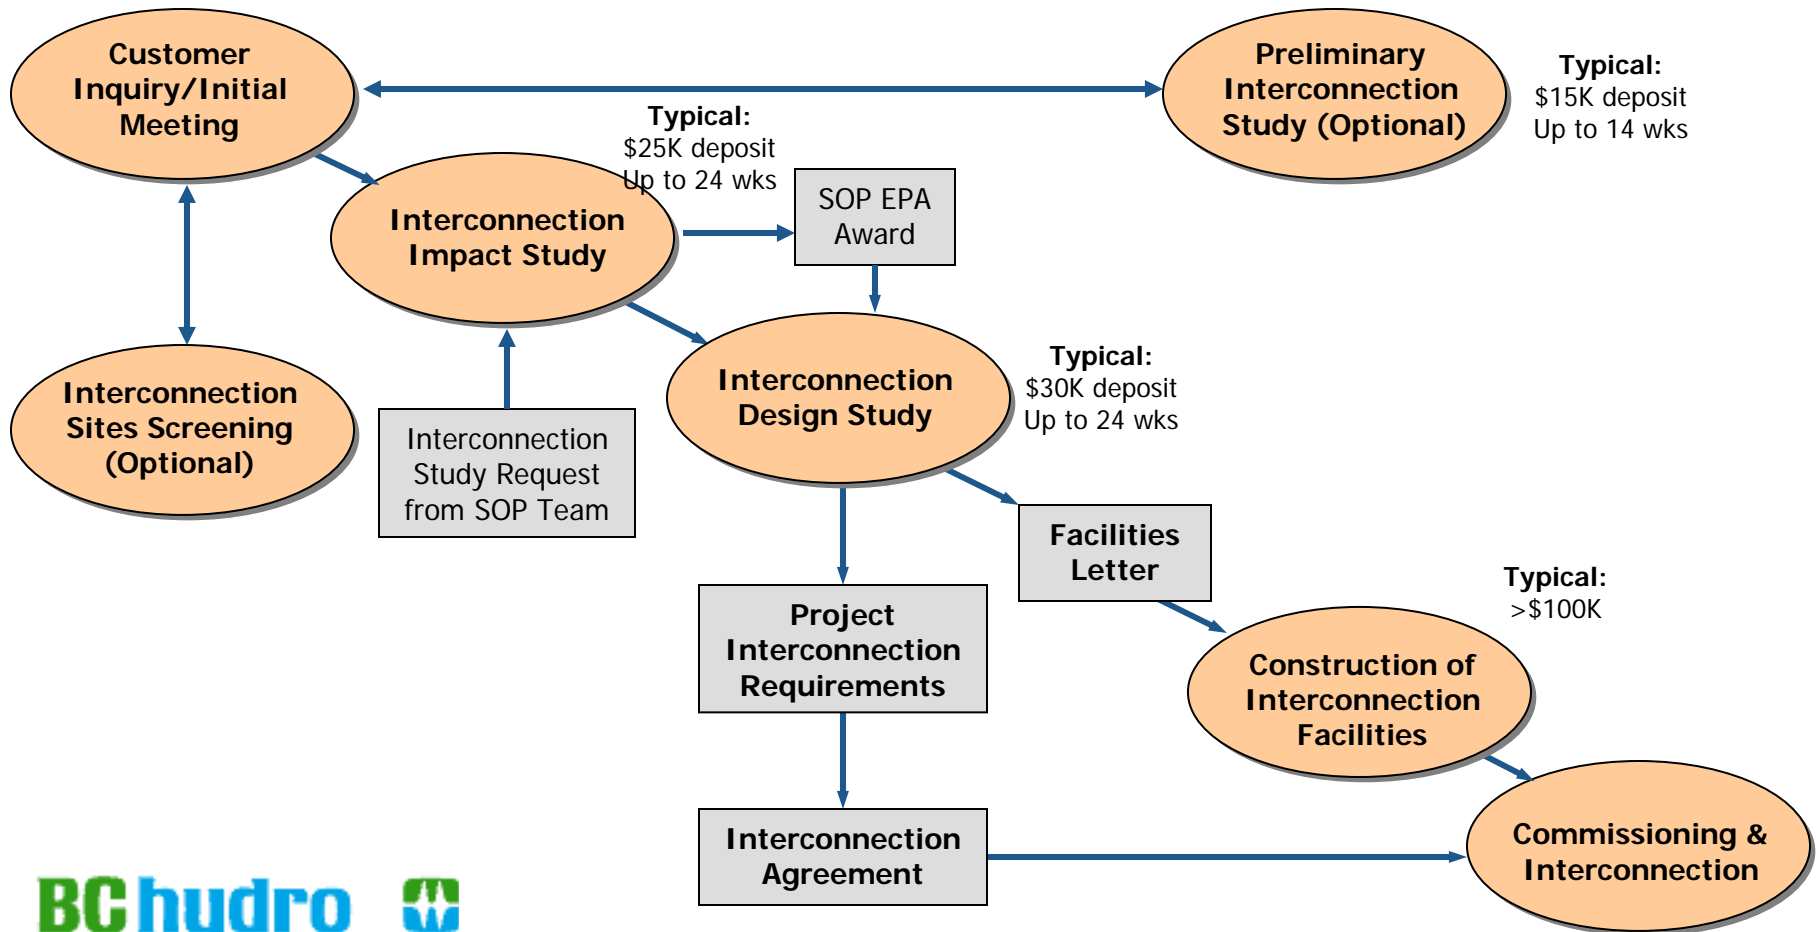 Customer
Inquiry/Initial
Meeting
Preliminary
Interconnection
Study (Optional)
Typical:
$15K deposit
Up to 14 wks
Typical:
$25K deposit
Up to 24 wks
Interconnection
Impact Study
SOP EPA
Award
Interconnection
Sites Screening
(Optional)
Interconnection
Study Request
from SOP Team
Interconnection
Design Study
Typical:
$30K deposit
Up to 24 wks
Facilities
Letter
Project
Interconnection
Requirements
Typical:
>$100K
Construction of
Interconnection
Facilities
Interconnection
Agreement
Commissioning &
Interconnection
BC hydro